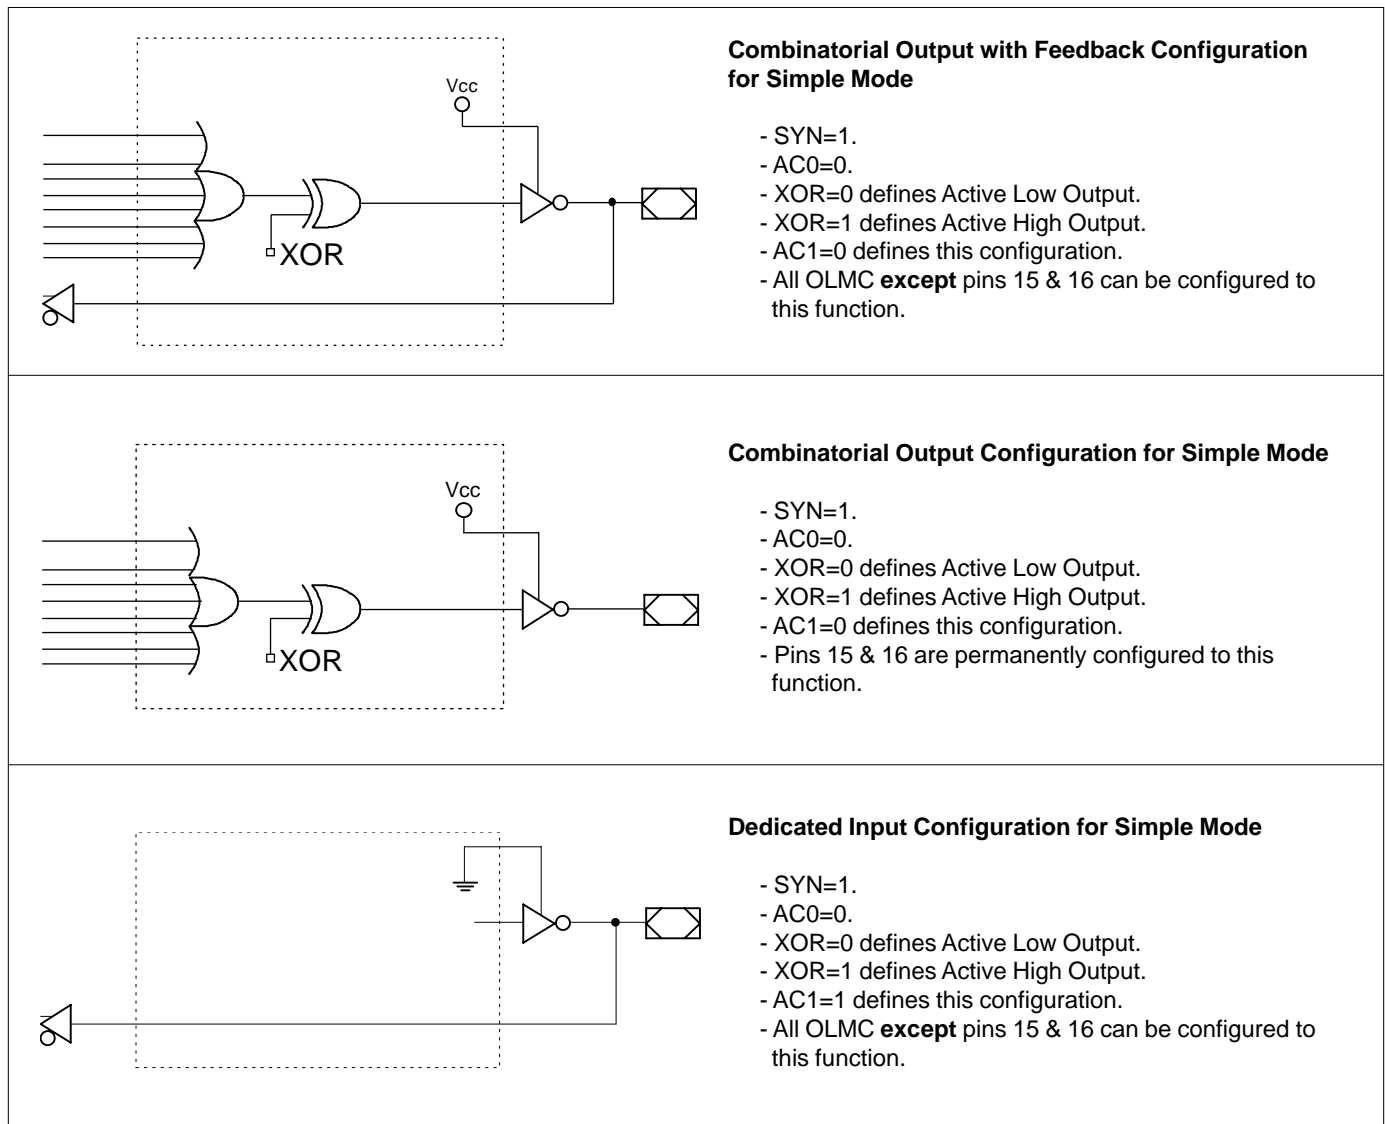 Combinatorial Output with Feedback Configuration
for Simple Mode
Vcc
XOR
- SYN=1.
- AC0=0.
- XOR=0 defines Active Low Output.
- XOR=1 defines Active High Output.
- AC1=0 defines this configuration.
- All OLMC except pins 15 & 16 can be configured to
this function.
Combinatorial Output Configuration for Simple Mode
Vcc
XOR
- SYN=1.
- AC0=0.
- XOR=0 defines Active Low Output.
- XOR=1 defines Active High Output.
- AC1=0 defines this configuration.
- Pins 15 & 16 are permanently configured to this
function.
Dedicated Input Configuration for Simple Mode
- SYN=1.
- AC0=0.
- XOR=0 defines Active Low Output.
- XOR=1 defines Active High Output.
- AC1=1 defines this configuration.
- All OLMC except pins 15 & 16 can be configured to
this function.